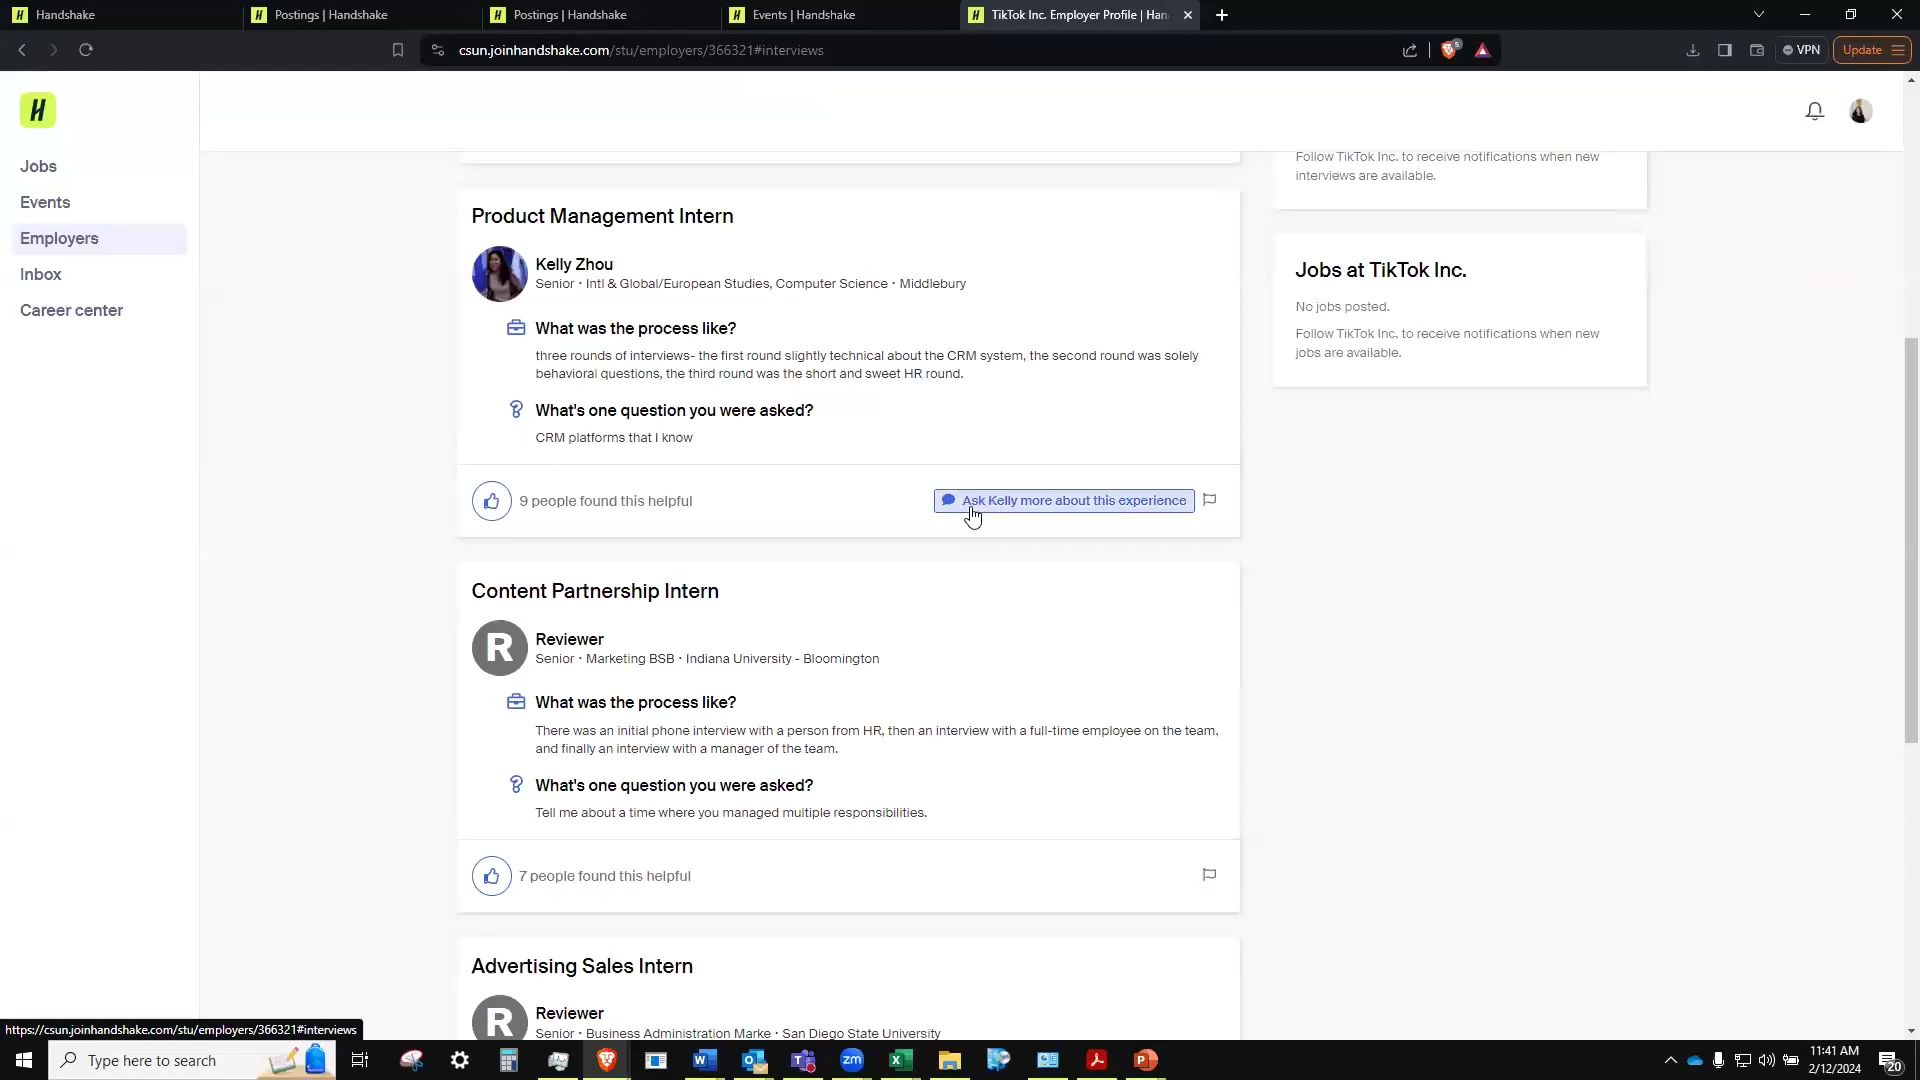 Handshake
Postings | Handshake
Postings | Handshake
Events | Handshake
TikTok Inc. Employer Profile | Han
csun.joinhandshake.com/stu/employers/366321#interviews
5
VPN
Update
H
Jobs
Events
Employers
Inbox
Career center
Follow TikTok Inc. to receive notifications when new
interviews are available.
Jobs at TikTok Inc.
No jobs posted.
Follow TikTok Inc. to receive notifications when new
jobs are available.
Product Management Intern
Kelly Zhou
Senior · Intl & Global/European Studies, Computer Science · Middlebury
What was the process like?
three rounds of interviews- the first round slightly technical about the CRM system, the second round was solely
behavioral questions, the third round was the short and sweet HR round.
What's one question you were asked?
CRM platforms that I know
9 people found this helpful
Ask Kelly more about this experience
Content Partnership Intern
R
Reviewer
Senior · Marketing BSB · Indiana University - Bloomington
What was the process like?
There was an initial phone interview with a person from HR, then an interview with a full-time employee on the team,
and finally an interview with a manager of the team.
What's one question you were asked?
Tell me about a time where you managed multiple responsibilities.
7 people found this helpful
Advertising Sales Intern
R
Reviewer
Senior · Business Administration Marke · San Diego State University
https://csun.joinhandshake.com/stu/employers/366321#interviews
Type here to search
zm
11:41 AM
2/12/2024
20